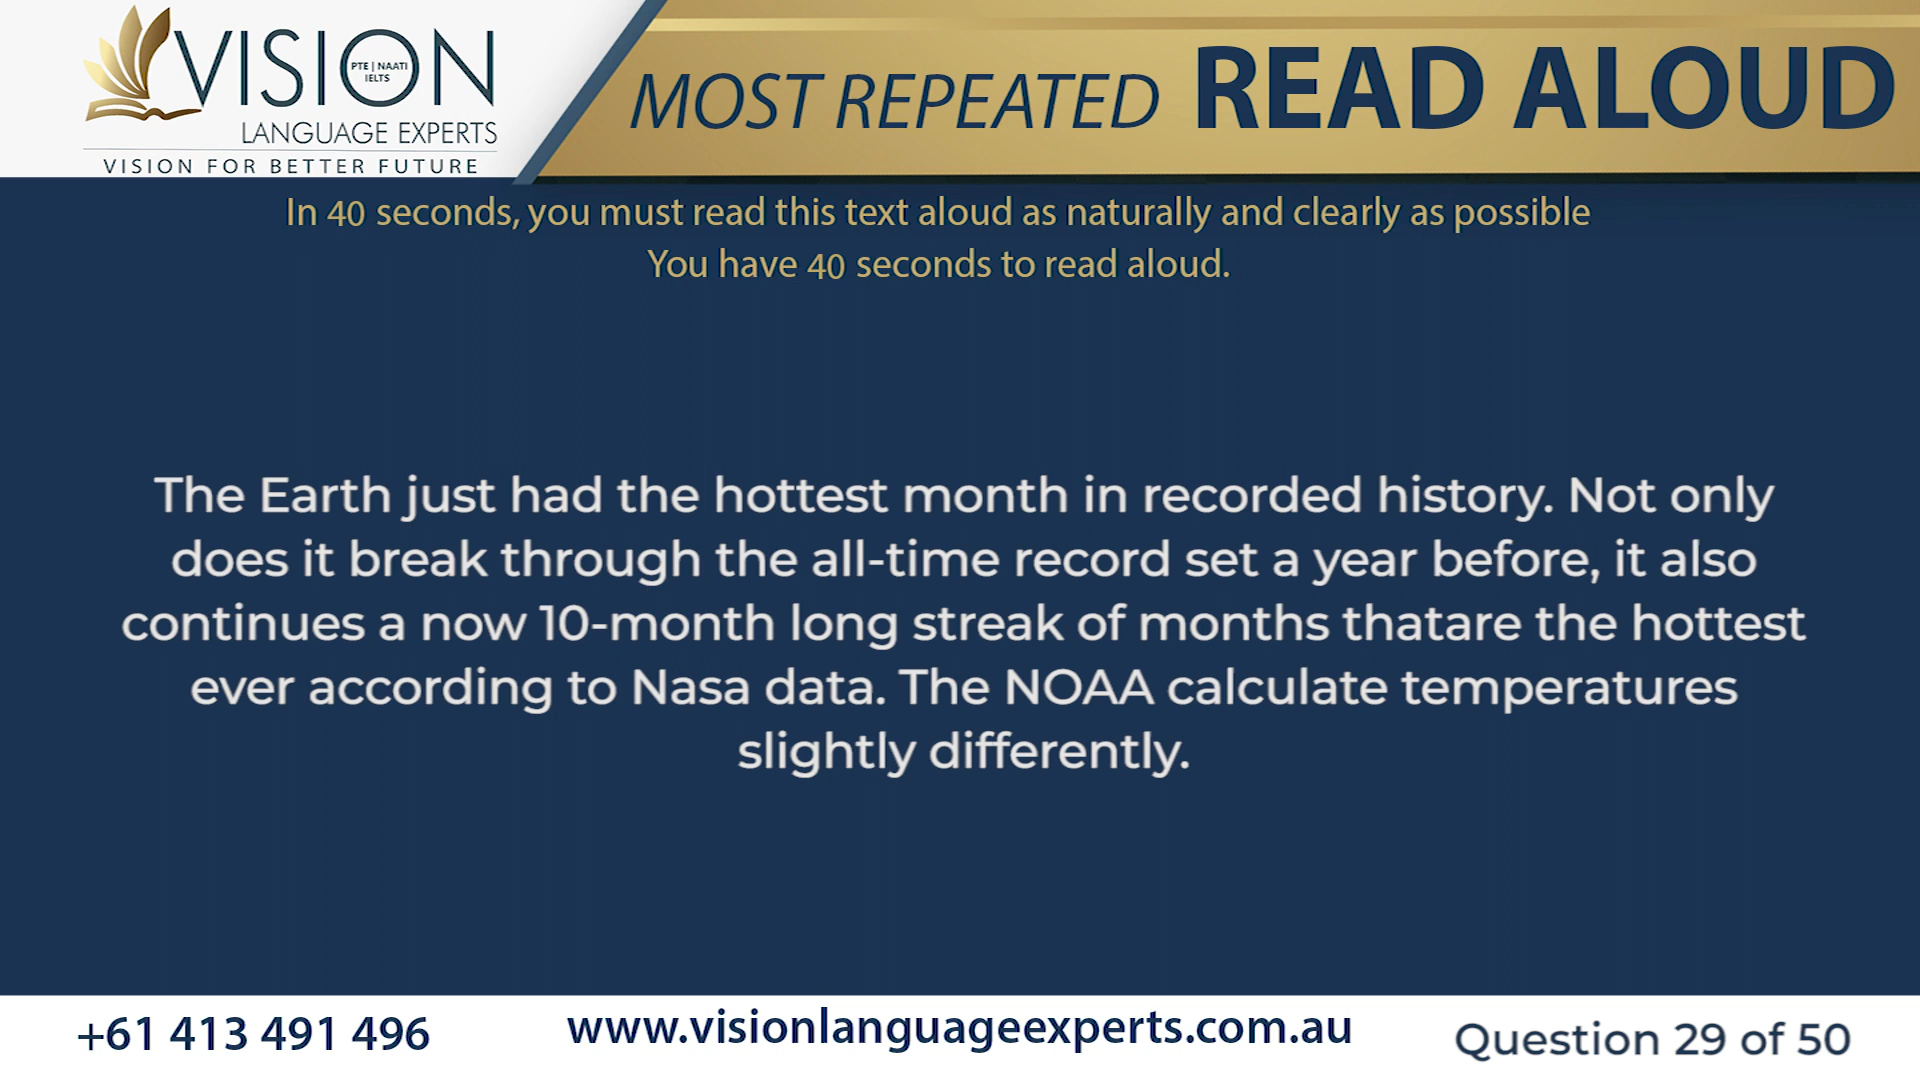 VISION
PTE | NAATI
IELTS
LANGUAGE EXPERTS
VISION FOR BETTER FUTURE
MOST REPEATED READ ALOUD
In 40 seconds, you must read this text aloud as naturally and clearly as possible
You have 40 seconds to read aloud.
The Earth just had the hottest month in recorded history. Not only
does it break through the all-time record set a year before, it also
continues a now 10-month long streak of months thatare the hottest
ever according to Nasa data. The NOAA calculate temperatures
slightly differently.
+61 413 491 496
www.visionlanguageexperts.com.au
Question 29 of 50